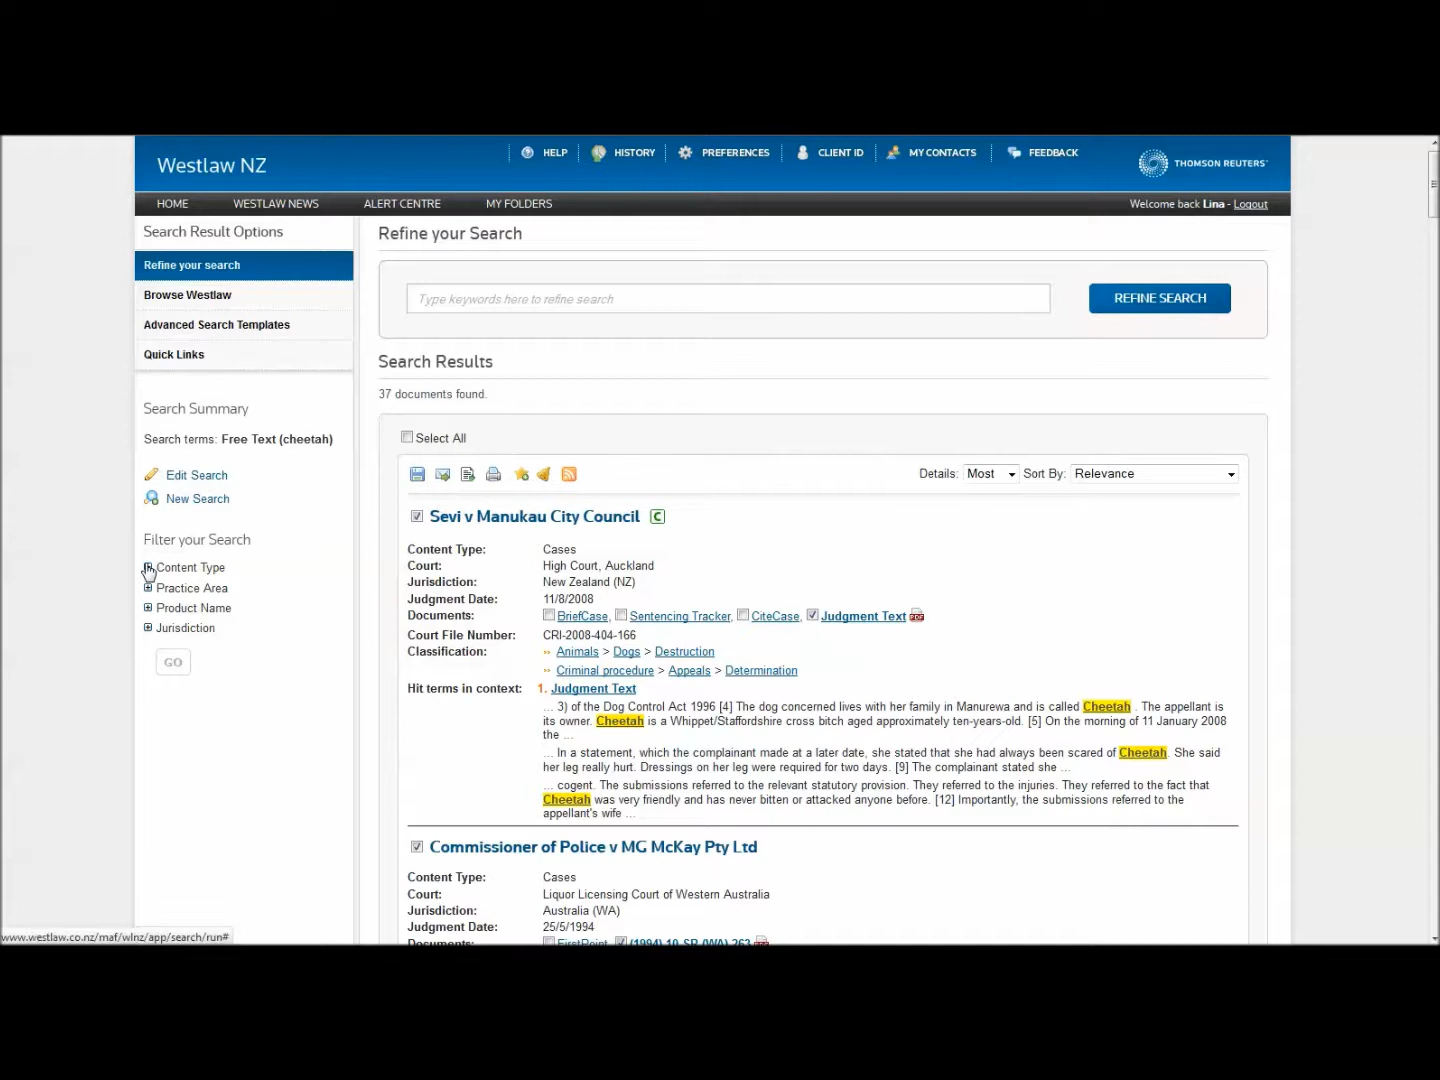 HELP HISTORY PREFERENCES CLIENT ID MY CONTACTS FEEDBACK
Westlaw NZ
THOMSON REUTERS
HOME WESTLAW NEWS ALERT CENTRE MY FOLDERS
Welcome back Lina - Logout
Search Result Options
Refine your search
Browse Westlaw
Advanced Search Templates
Quick Links
Search Summary
Search terms: Free Text (cheetah)
Edit Search
New Search
Filter your Search
Content Type
Practice Area
Product Name
Jurisdiction
GO
Refine your Search
Type keywords here to refine search
REFINE SEARCH
Search Results
37 documents found.
Select All
Details: Most Sort By: Relevance
Sevi v Manukau City Council C
Content Type: Cases
Court: High Court, Auckland
Jurisdiction: New Zealand (NZ)
Judgment Date: 11/8/2008
Documents: BriefCase, Sentencing Tracker, CiteCase, Judgment Text
Court File Number: CRI-2008-404-166
Classification: Animals > Dogs > Destruction
Criminal procedure > Appeals > Determination
Hit terms in context: 1. Judgment Text
... 3) of the Dog Control Act 1996 [4] The dog concerned lives with her family in Manurewa and is called Cheetah . The appellant is
its owner. Cheetah is a Whippet/Staffordshire cross bitch aged approximately ten-years-old. [5] On the morning of 11 January 2008
the ...
... In a statement, which the complainant made at a later date, she stated that she had always been scared of Cheetah. She said
her leg really hurt. Dressings on her leg were required for two days. [9] The complainant stated she ...
... cogent. The submissions referred to the relevant statutory provision. They referred to the injuries. They referred to the fact that
Cheetah was very friendly and has never bitten or attacked anyone before. [12] Importantly, the submissions referred to the
appellant's wife ...
Commissioner of Police v MG McKay Pty Ltd
Content Type: Cases
Court: Liquor Licensing Court of Western Australia
Jurisdiction: Australia (WA)
Judgment Date: 25/5/1994
Documents: FirstPoint, (1994) 10 SR (WA) 263
www.westlaw.co.nz/maf/wlnz/app/search/run#